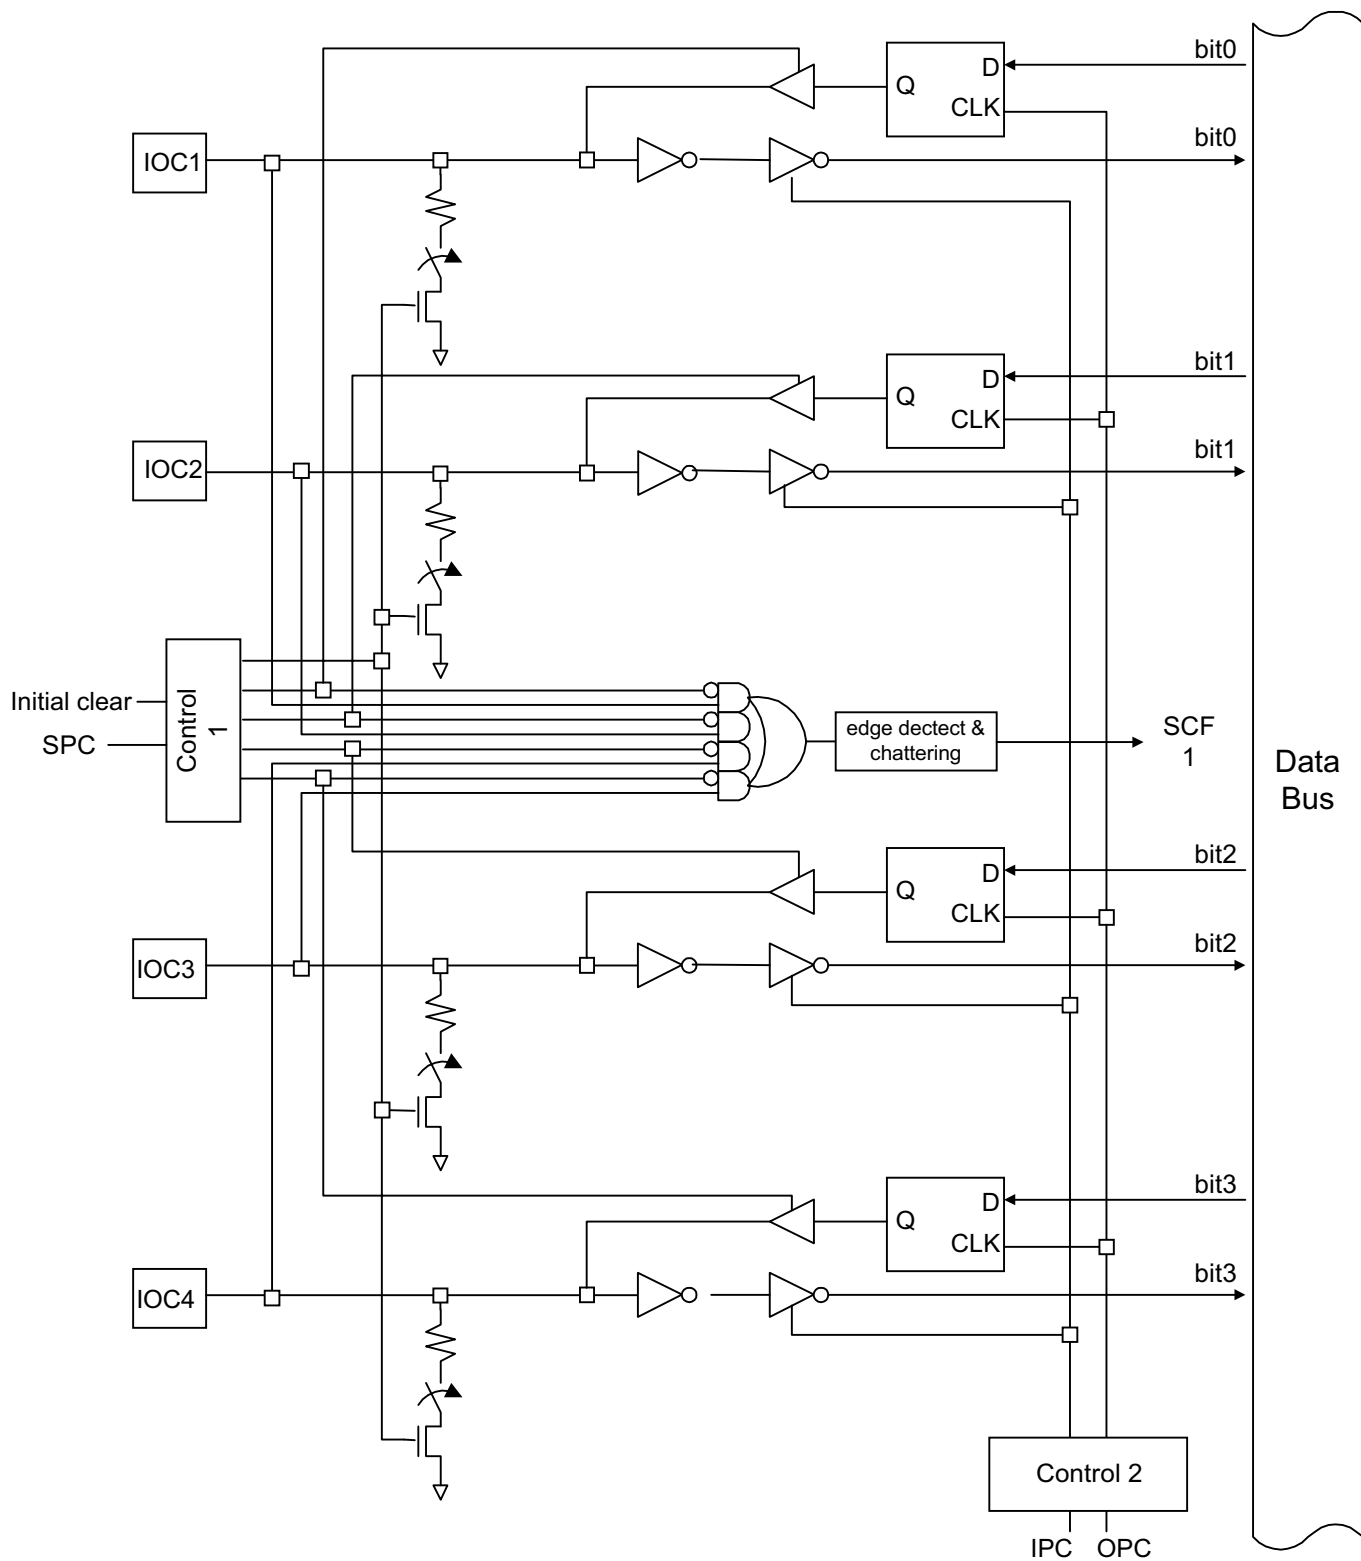 bit0
D
Q
CLK
bit0
IOC1
bit1
D
Q
CLK
bit1
IOC2
Initial clear
SPC
Control
1
edge dectect &
chattering
SCF
1
Data
Bus
bit2
D
Q
CLK
bit2
IOC3
bit3
D
Q
CLK
bit3
IOC4
Control 2
IPC
OPC